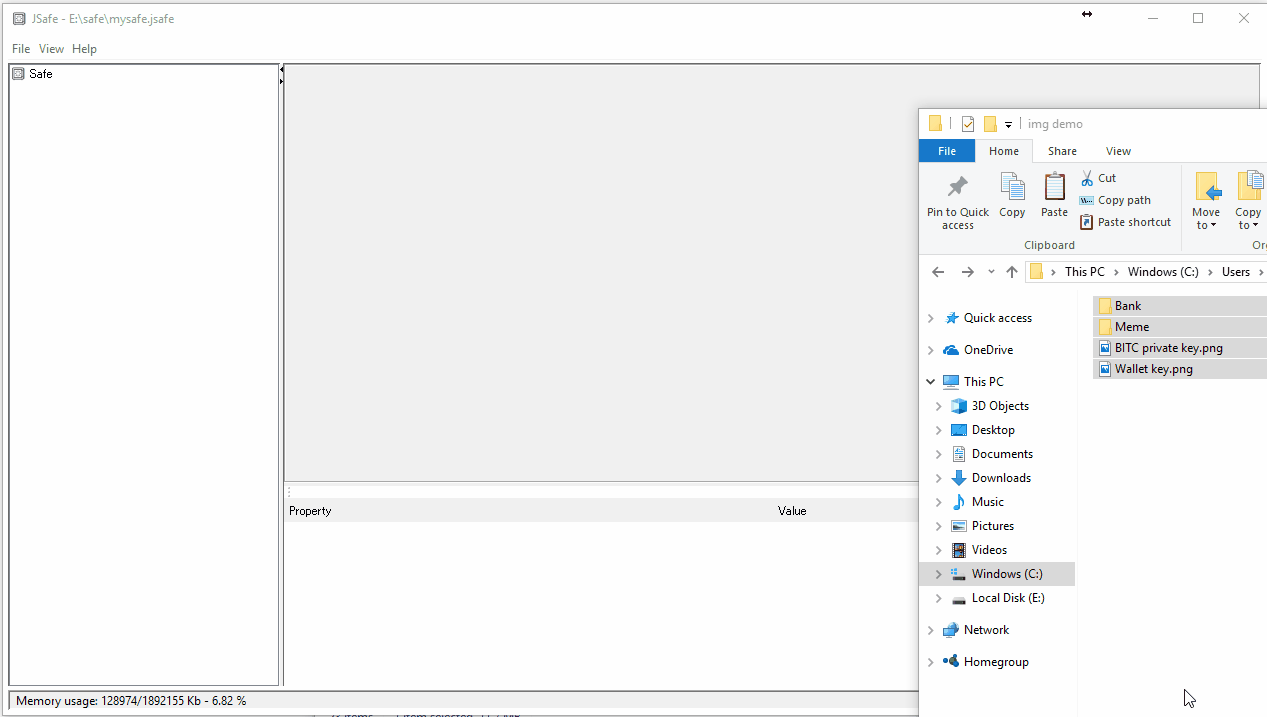 JSafe - E:\safe\mysafe.jsafe
File View Help
Safe
Property Value
Memory usage: 128974/1892155 Kb - 6.82 %
img demo
File Home Share View
Pin to Quick access
Copy
Paste
Cut
Copy path
Paste shortcut
Move to
Copy to
Clipboard
This PC Windows (C:) Users
Quick access
OneDrive
This PC
3D Objects
Desktop
Documents
Downloads
Music
Pictures
Videos
Windows (C:)
Local Disk (E:)
Network
Homegroup
Bank
Meme
BITC private key.png
Wallet key.png